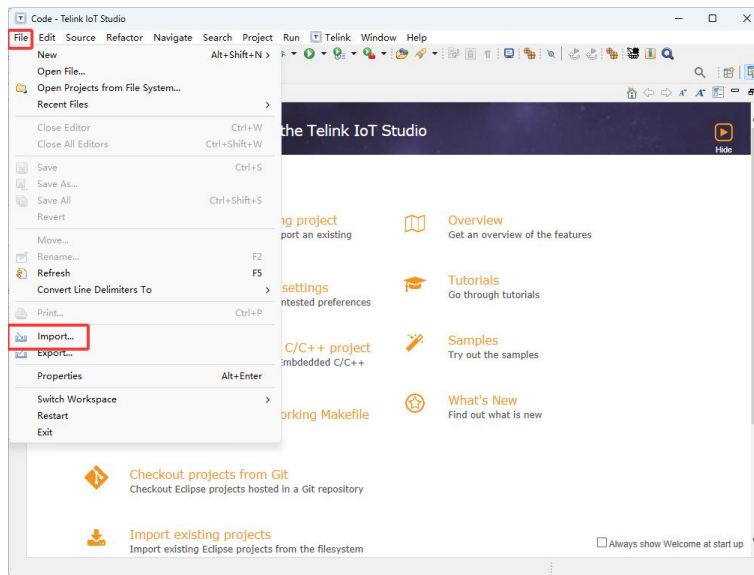 Code - Telink IoT Studio
File Edit Source Refactor Navigate Search Project Run Telink Window Help
New Alt+Shift+N >
Open File...
Open Projects from File System...
Recent Files >
Close Editor Ctrl+W
Close All Editors Ctrl+Shift+W
the Telink IoT Studio
Hide
Save Ctrl+S
Save As...
Save All Ctrl+Shift+S
Revert
ng project
port an existing
Overview
Get an overview of the features
Move...
Rename... F2
Refresh F5
Convert Line Delimiters To >
settings
ntested preferences
Tutorials
Go through tutorials
Print... Ctrl+P
Import...
Export...
C/C++ project
Embdedded C/C++
Samples
Try out the samples
Properties Alt+Enter
Switch Workspace >
Restart
Exit
orking Makefile
What's New
Find out what is new
Checkout projects from Git
Checkout Eclipse projects hosted in a Git repository
Import existing projects
Import existing Eclipse projects from the filesystem
Always show Welcome at start up